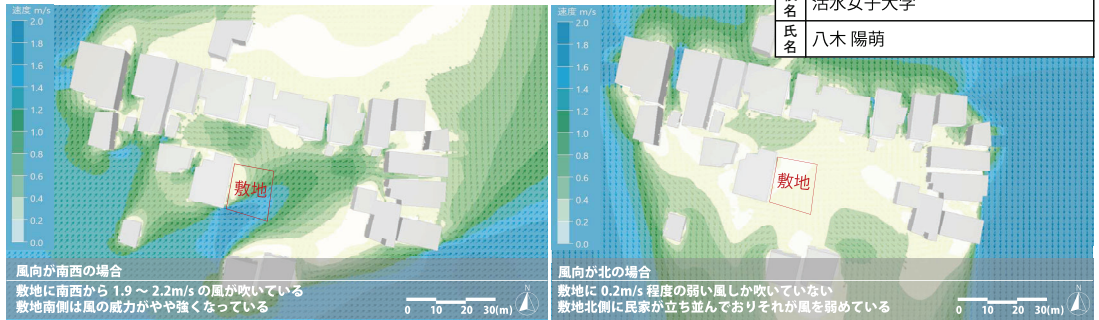 速度 m/s
2.0
1.8
1.6
1.4
1.2
1.0
0.8
0.6
0.4
0.2
0.0
敷地
風向が南西の場合
敷地に南西から 1.9 ~ 2.2m/s の風が吹いている
敷地南側は風の威力がやや強くなっている
0 10 20 30(m)
N
速度 m/s
2.0
1.8
1.6
1.4
1.2
1.0
0.8
0.6
0.4
0.2
0.0
名
活水女子大学
氏名
八木 陽萌
敷地
風向が北の場合
敷地に 0.2m/s 程度の弱い風しか吹いていない
敷地北側に民家が立ち並んでおりそれが風を弱めている
0 10 20 30(m)
N